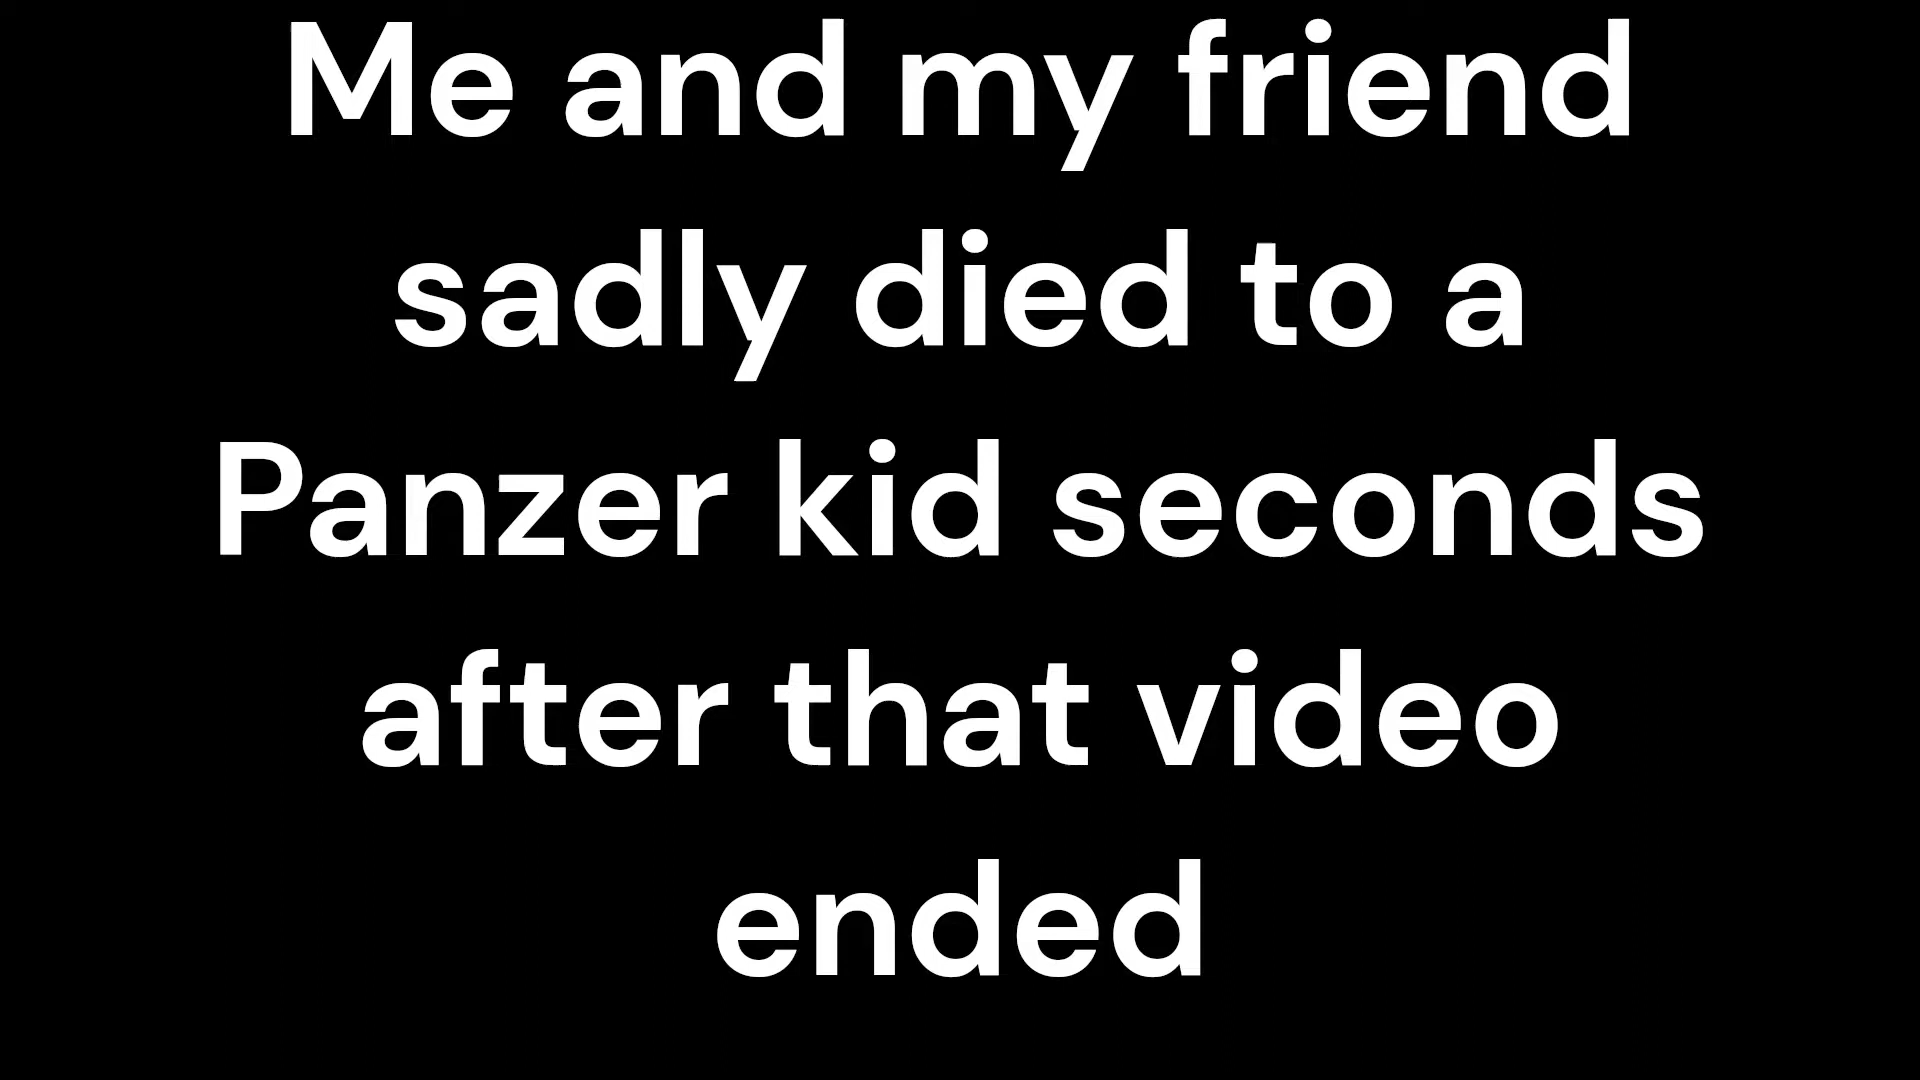 Me and my friend
sadly died to a
Panzer kid seconds
after that video
ended